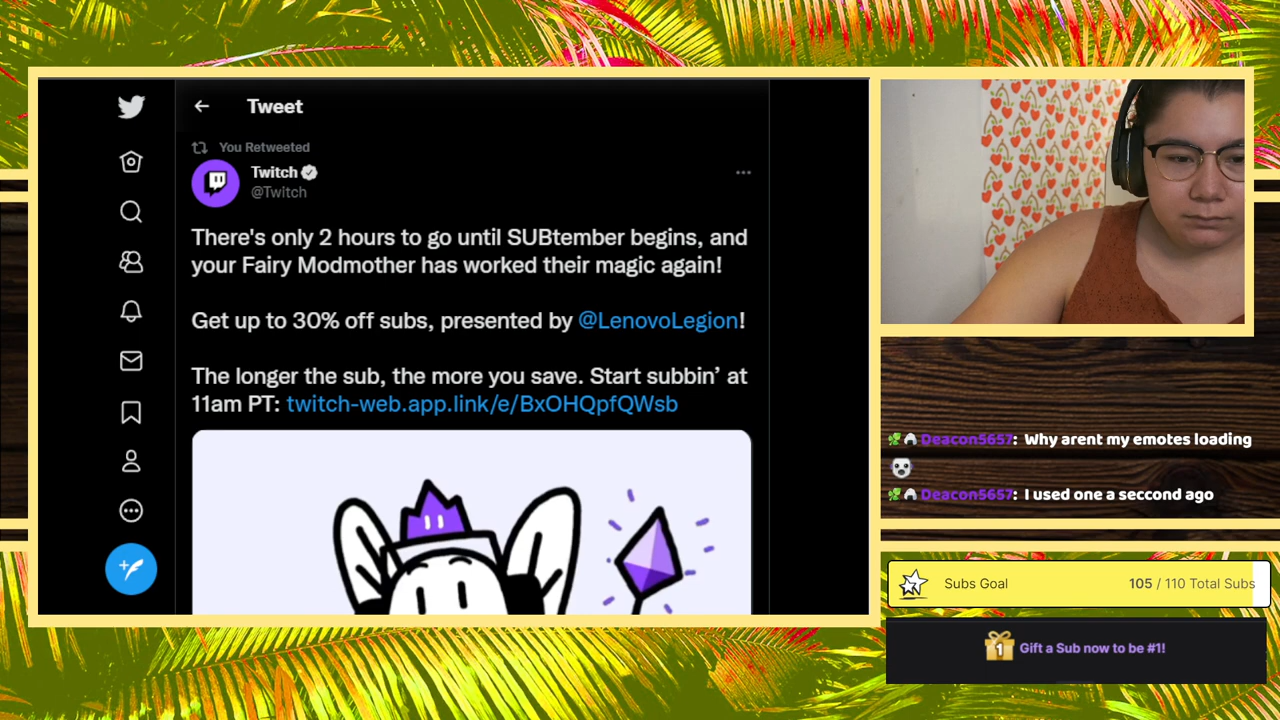 Tweet
You Retweeted
Twitch
@Twitch
There's only 2 hours to go until SUBtember begins, and
your Fairy Modmother has worked their magic again!
Get up to 30% off subs, presented by @LenovoLegion!
The longer the sub, the more you save. Start subbin’ at
11am PT: twitch-web.app.link/e/BxOHQpfQWsb
Deacon5657: Why arent my emotes loading
Deacon5657: I used one a seccond ago
Subs Goal 105 / 110 Total Subs
1 Gift a Sub now to be #1!